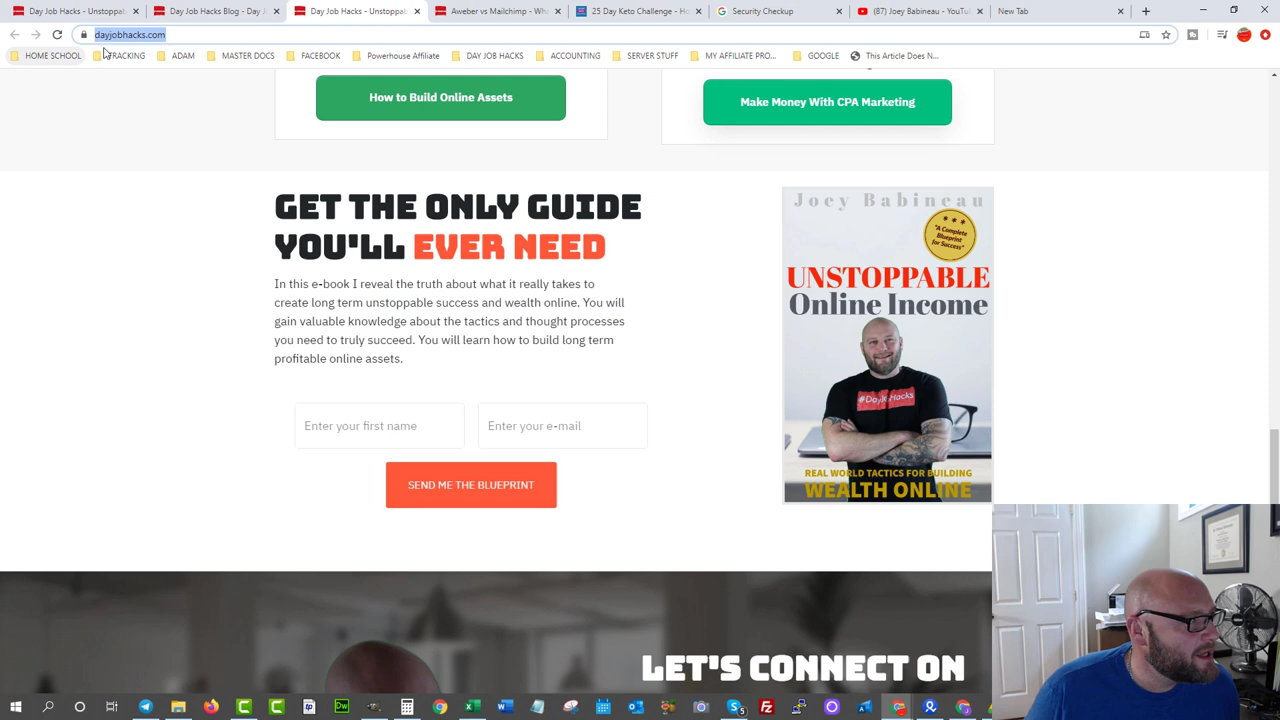 Day Job Hacks - Unstoppabl
Day Job Hacks Blog - Day J
Day Job Hacks - Unstoppabl
Aweber vs Mailchimp - Wh
25 Day Keto Challenge - Ho
Security Checkup
(87) Joey Babineau - YouTu
New Tab
dayjobhacks.com
HOME SCHOOL
TRACKING
ADAM
MASTER DOCS
FACEBOOK
Powerhouse Affiliate
DAY JOB HACKS
ACCOUNTING
SERVER STUFF
MY AFFILIATE PRO...
GOOGLE
This Article Does N...
How to Build Online Assets
Make Money With CPA Marketing
GET THE ONLY GUIDE
YOU'LL EVER NEED
In this e-book I reveal the truth about what it really takes to
create long term unstoppable success and wealth online. You will
gain valuable knowledge about the tactics and thought processes
you need to truly succeed. You will learn how to build long term
profitable online assets.
Enter your first name
Enter your e-mail
SEND ME THE BLUEPRINT
Joey Babineau
"A Complete
Blueprint
for Success"
UNSTOPPABLE
Online Income
#DayJobHacks
REAL WORLD TACTICS FOR BUILDING
WEALTH ONLINE
LET'S CONNECT ON